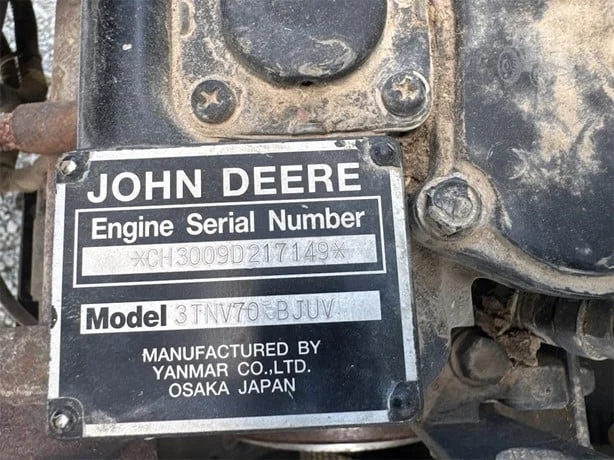 JOHN DEERE
Engine Serial Number
*CH3009D217149*
Model 3TNV70-BJUV
MANUFACTURED BY
YANMAR CO.,LTD.
OSAKA JAPAN